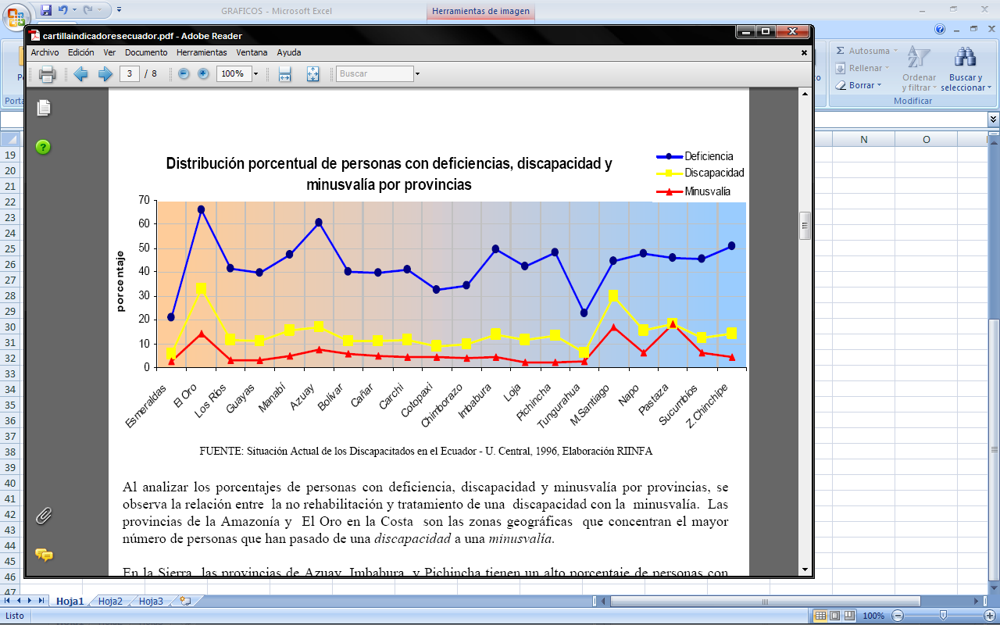 GRAFICOS - Microsoft Excel
Herramientas de imagen
cartillaindicadoresecuador.pdf - Adobe Reader
Archivo Edición Ver Documento Herramientas Ventana Ayuda
3 / 8 100% Buscar
Σ Autosuma
Rellenar
Borrar
Ordenar y filtrar
Buscar y seleccionar
Modificar
Porta
N O
19
20
21
22
23
24
25
26
27
28
29
30
31
32
33
34
35
36
37
38
39
40
41
42
43
44
45
46
47
Distribución porcentual de personas con deficiencias, discapacidad y
minusvalía por provincias
Deficiencia
Discapacidad
Minusvalía
porcentaje
70
60
50
40
30
20
10
0
Esmeraldas
El Oro
Los Ríos
Guayas
Manabí
Azuay
Bolívar
Cañar
Carchi
Cotopaxi
Chimborazo
Imbabura
Loja
Pichincha
Tungurahua
M.Santiago
Napo
Pastaza
Sucumbíos
Z. Chinchipe
FUENTE: Situación Actual de los Discapacitados en el Ecuador - U. Central, 1996, Elaboración RIINFA
Al analizar los porcentajes de personas con deficiencia, discapacidad y minusvalía por provincias, se
observa la relación entre la no rehabilitación y tratamiento de una discapacidad con la minusvalía. Las
provincias de la Amazonía y El Oro en la Costa son las zonas geográficas que concentran el mayor
número de personas que han pasado de una discapacidad a una minusvalía.
En la Sierra, las provincias de Azuay, Imbabura, y Pichincha tienen un alto porcentaje de personas con
Hoja1 Hoja2 Hoja3
Listo
100%